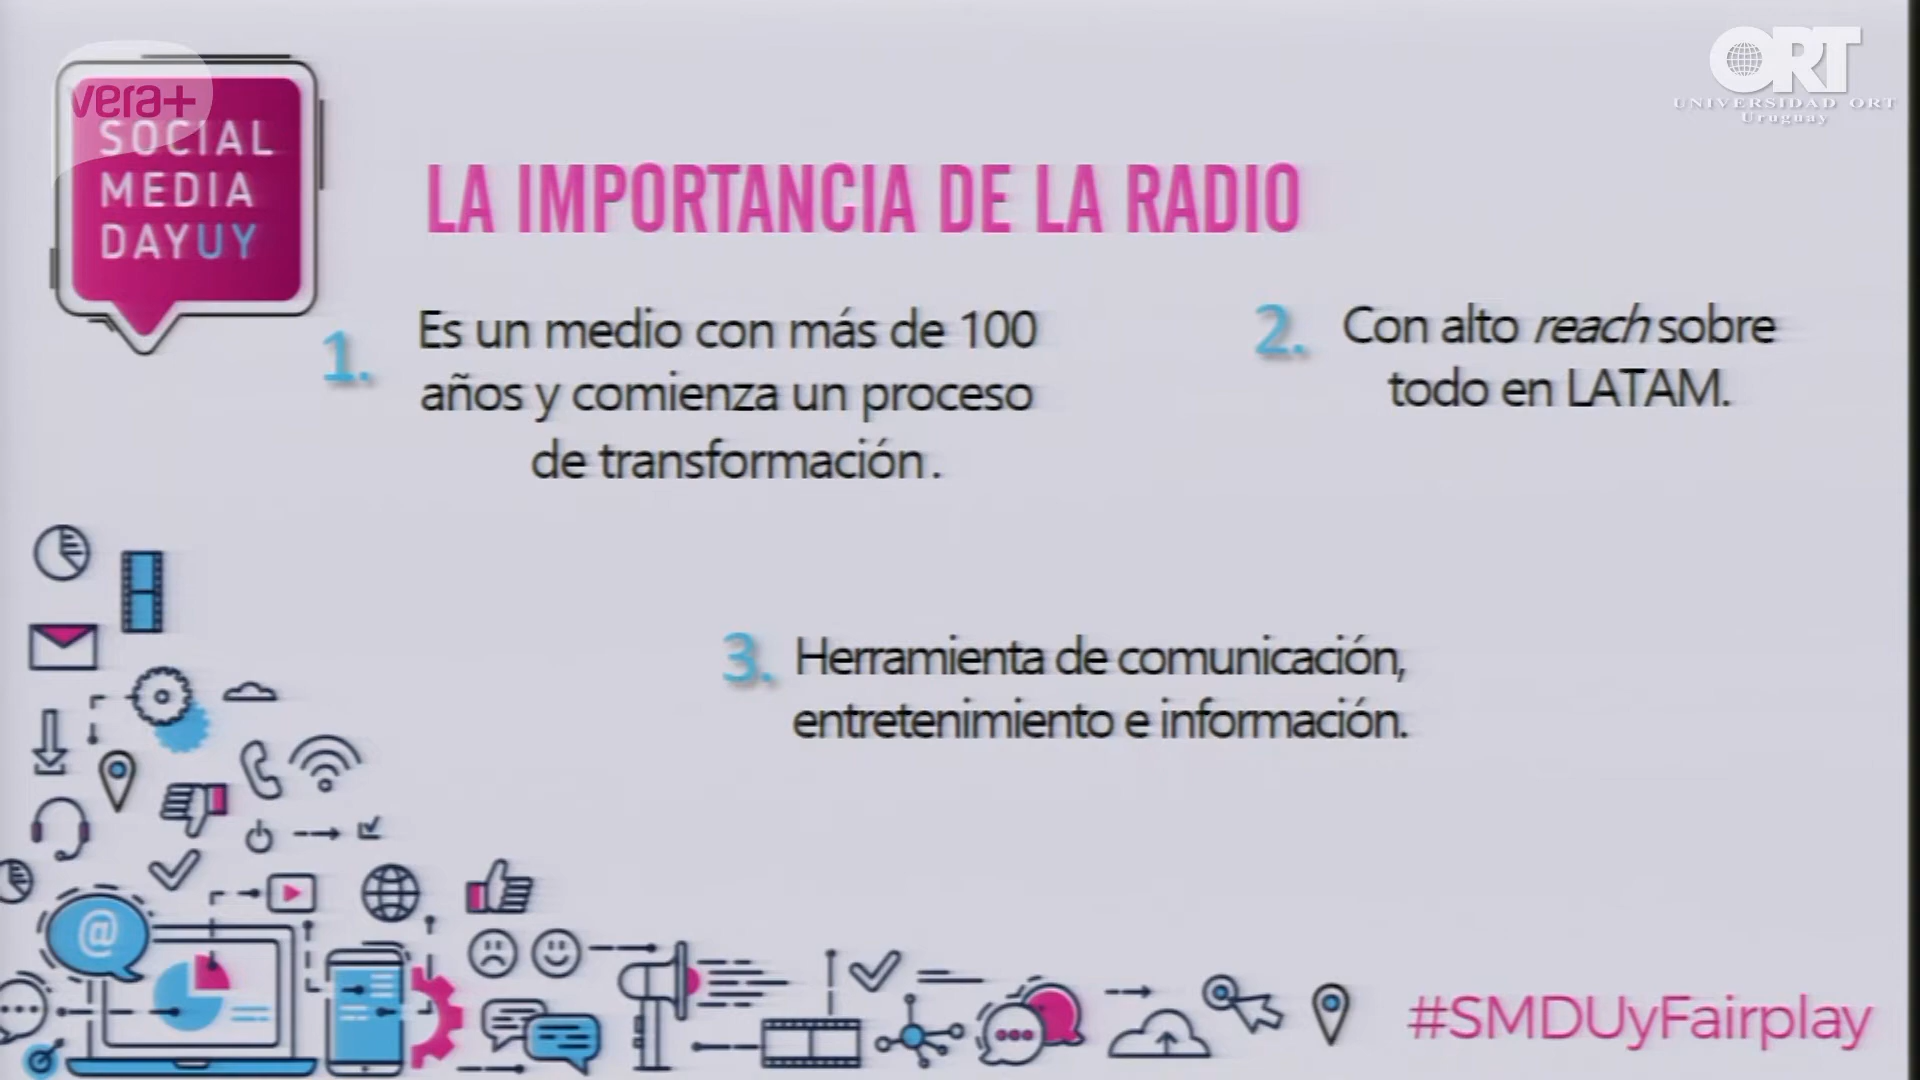 vera+
SOCIAL
MEDIA
DAYUY
ORT
UNIVERSIDAD ORT
Uruguay
LA IMPORTANCIA DE LA RADIO
1. Es un medio con más de 100
años y comienza un proceso
de transformación.
2. Con alto reach sobre
todo en LATAM.
3. Herramienta de comunicación,
entretenimiento e información.
@
#SMDUyFairplay